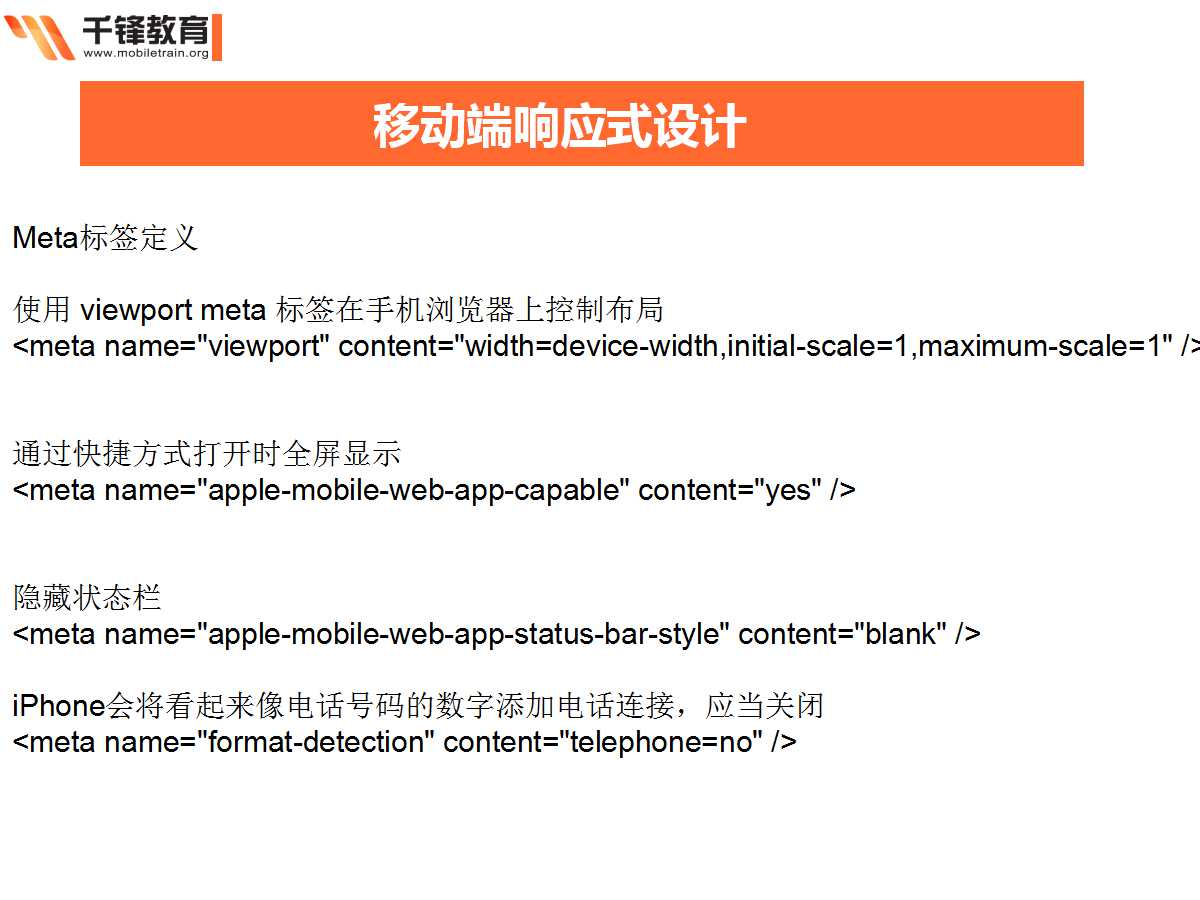 千锋教育
www.mobiletrain.org
移动端响应式设计
Meta标签定义
使用 viewport meta 标签在手机浏览器上控制布局
<meta name="viewport" content="width=device-width,initial-scale=1,maximum-scale=1" />
通过快捷方式打开时全屏显示
<meta name="apple-mobile-web-app-capable" content="yes" />
隐藏状态栏
<meta name="apple-mobile-web-app-status-bar-style" content="blank" />
iPhone会将看起来像电话号码的数字添加电话连接，应当关闭
<meta name="format-detection" content="telephone=no" />